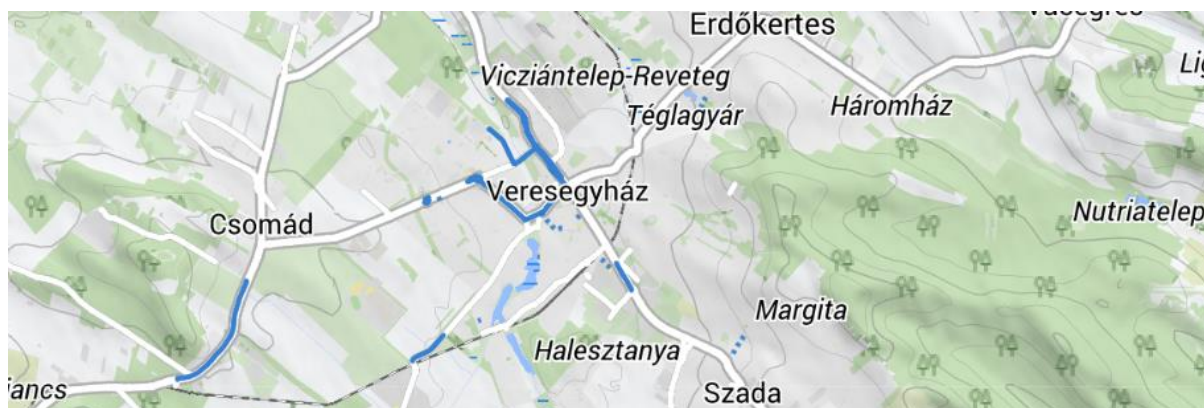 Erdőkertes
Vicziántelep-Reveteg
Háromház
Téglagyár
Veresegyház
Csomád
Nutriatelep
Margita
Halesztanya
Szada